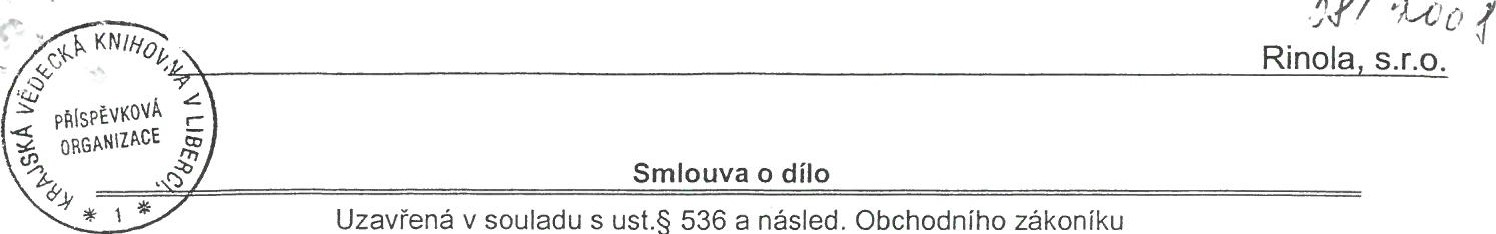 Rinola, s.r.o.
KRAJSKÁ VĚDECKÁ KNIHOVNA V LIBERCI,
PŘÍSPĚVKOVÁ
ORGANIZACE
* 1 *
Smlouva o dílo
Uzavřená v souladu s ust.§ 536 a násled. Obchodního zákoníku